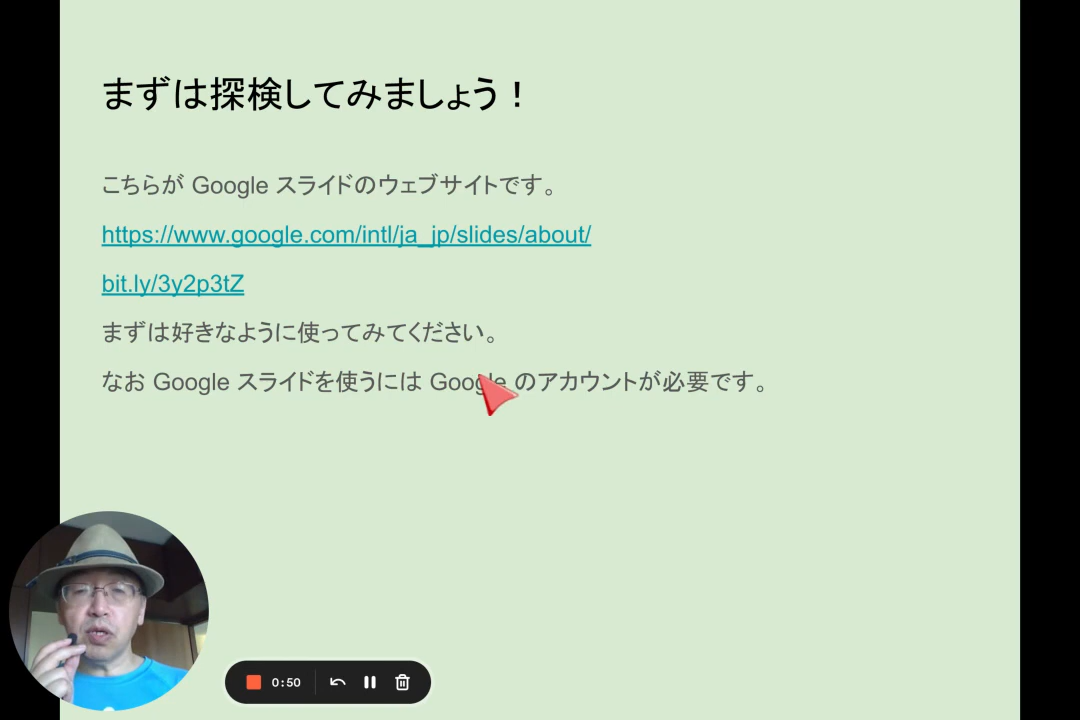 まずは探検してみましょう！
こちらが Google スライドのウェブサイトです。
https://www.google.com/intl/ja_jp/slides/about/
bit.ly/3y2p3tZ
まずは好きなように使ってみてください。
なお Google スライドを使うには Google のアカウントが必要です。
0:50